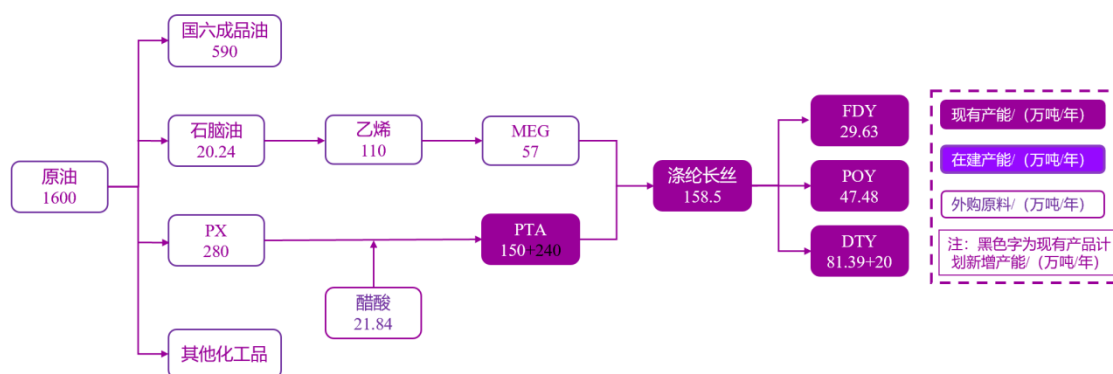 国六成品油
590
石脑油
20.24
乙烯
110
MEG
57
原油
1600
PX
280
PTA
150+240
醋酸
21.84
其他化工品
涤纶长丝
158.5
FDY
29.63
POY
47.48
DTY
81.39+20
现有产能/（万吨/年）
在建产能/（万吨/年）
外购原料/（万吨/年）
注：黑色字为现有产品计
划新增产能/（万吨/年）